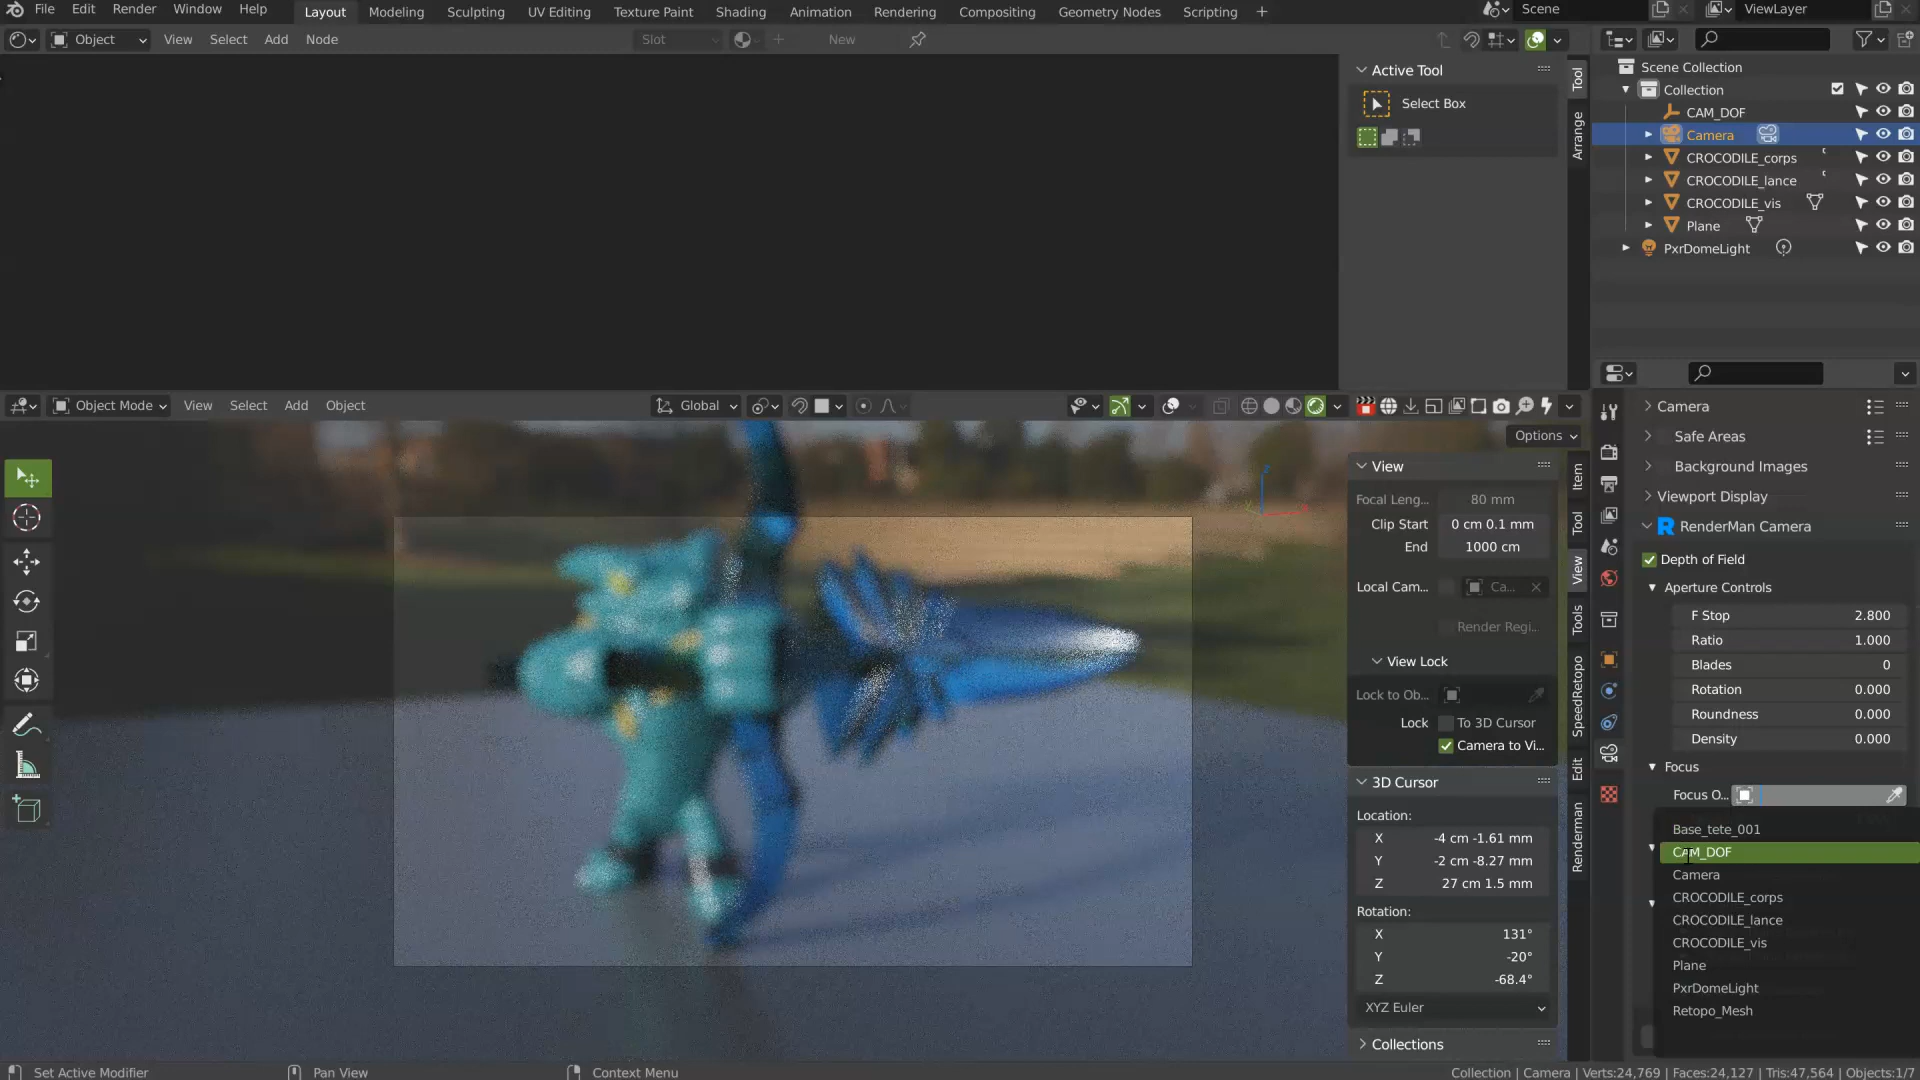 File Edit Render Window Help Layout Modeling Sculpting UV Editing Texture Paint Shading Animation Rendering Compositing Geometry Nodes Scripting + Scene ViewLayer
Object View Select Add Node Slot New
Active Tool
Select Box
Tool
Arrange
Scene Collection
Collection
CAM_DOF
Camera
CROCODILE_corps
CROCODILE_lance
CROCODILE_vis
Plane
PxrDomeLight
Object Mode View Select Add Object Global
Options
View
Focal Leng... 80 mm
Clip Start 0 cm 0.1 mm
End 1000 cm
Local Cam... Ca...
Render Regi...
View Lock
Lock to Ob...
Lock To 3D Cursor
Camera to Vi...
3D Cursor
Location:
X -4 cm -1.61 mm
Y -2 cm -8.27 mm
Z 27 cm 1.5 mm
Rotation:
X 131°
Y -20°
Z -68.4°
XYZ Euler
Collections
Item
Tool
View
Tools
SpeedRetopo
Edit
Renderman
Camera
Safe Areas
Background Images
Viewport Display
RenderMan Camera
Depth of Field
Aperture Controls
F Stop 2.800
Ratio 1.000
Blades 0
Rotation 0.000
Roundness 0.000
Density 0.000
Focus
Focus O...
Base_tete_001
CAM_DOF
Camera
CROCODILE_corps
CROCODILE_lance
CROCODILE_vis
Plane
PxrDomeLight
Retopo_Mesh
Set Active Modifier Pan View Context Menu Collection | Camera | Verts:24,769 | Faces:24,127 | Tris:47,564 | Objects:1/7